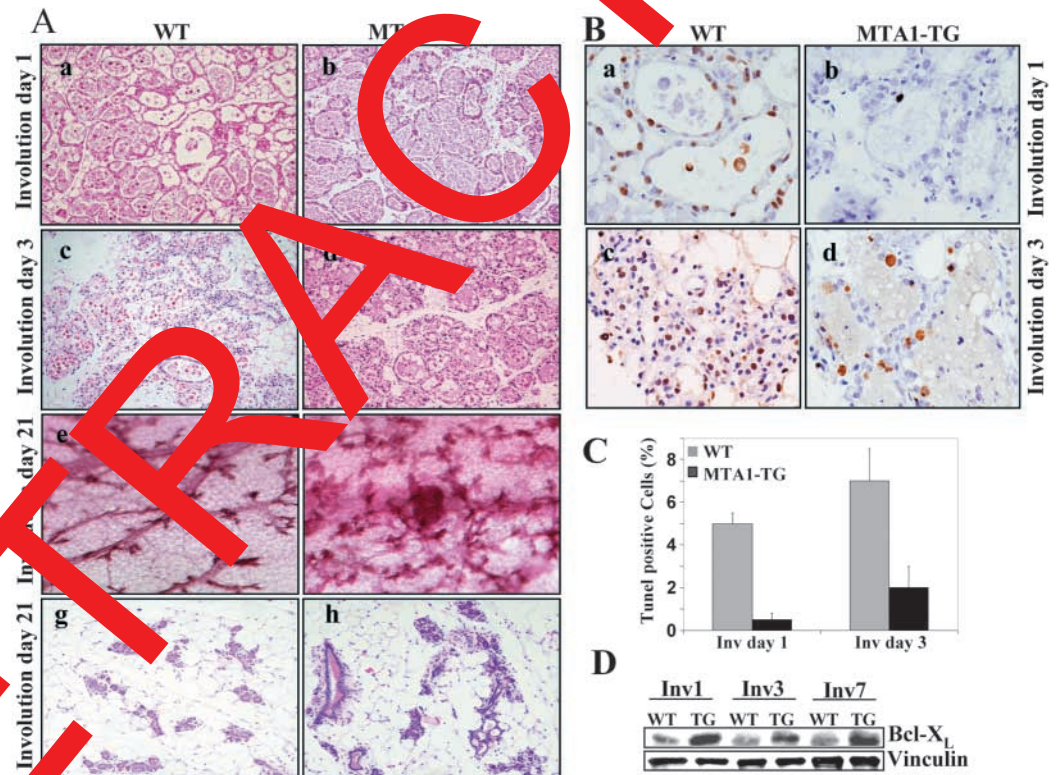 A
WT
MT
Involution day 1
a
b
Involution day 3
c
d
day 21
e
Involution day 21
g
h
B
WT
MTA1-TG
a
b
Involution day 1
c
d
Involution day 3
C
Tunel positive Cells (%)
8
6
4
2
0
WT
MTA1-TG
Inv day 1
Inv day 3
D
Inv1 Inv3 Inv7
WT TG WT TG WT TG
Bcl-XL
Vinculin
TRAC